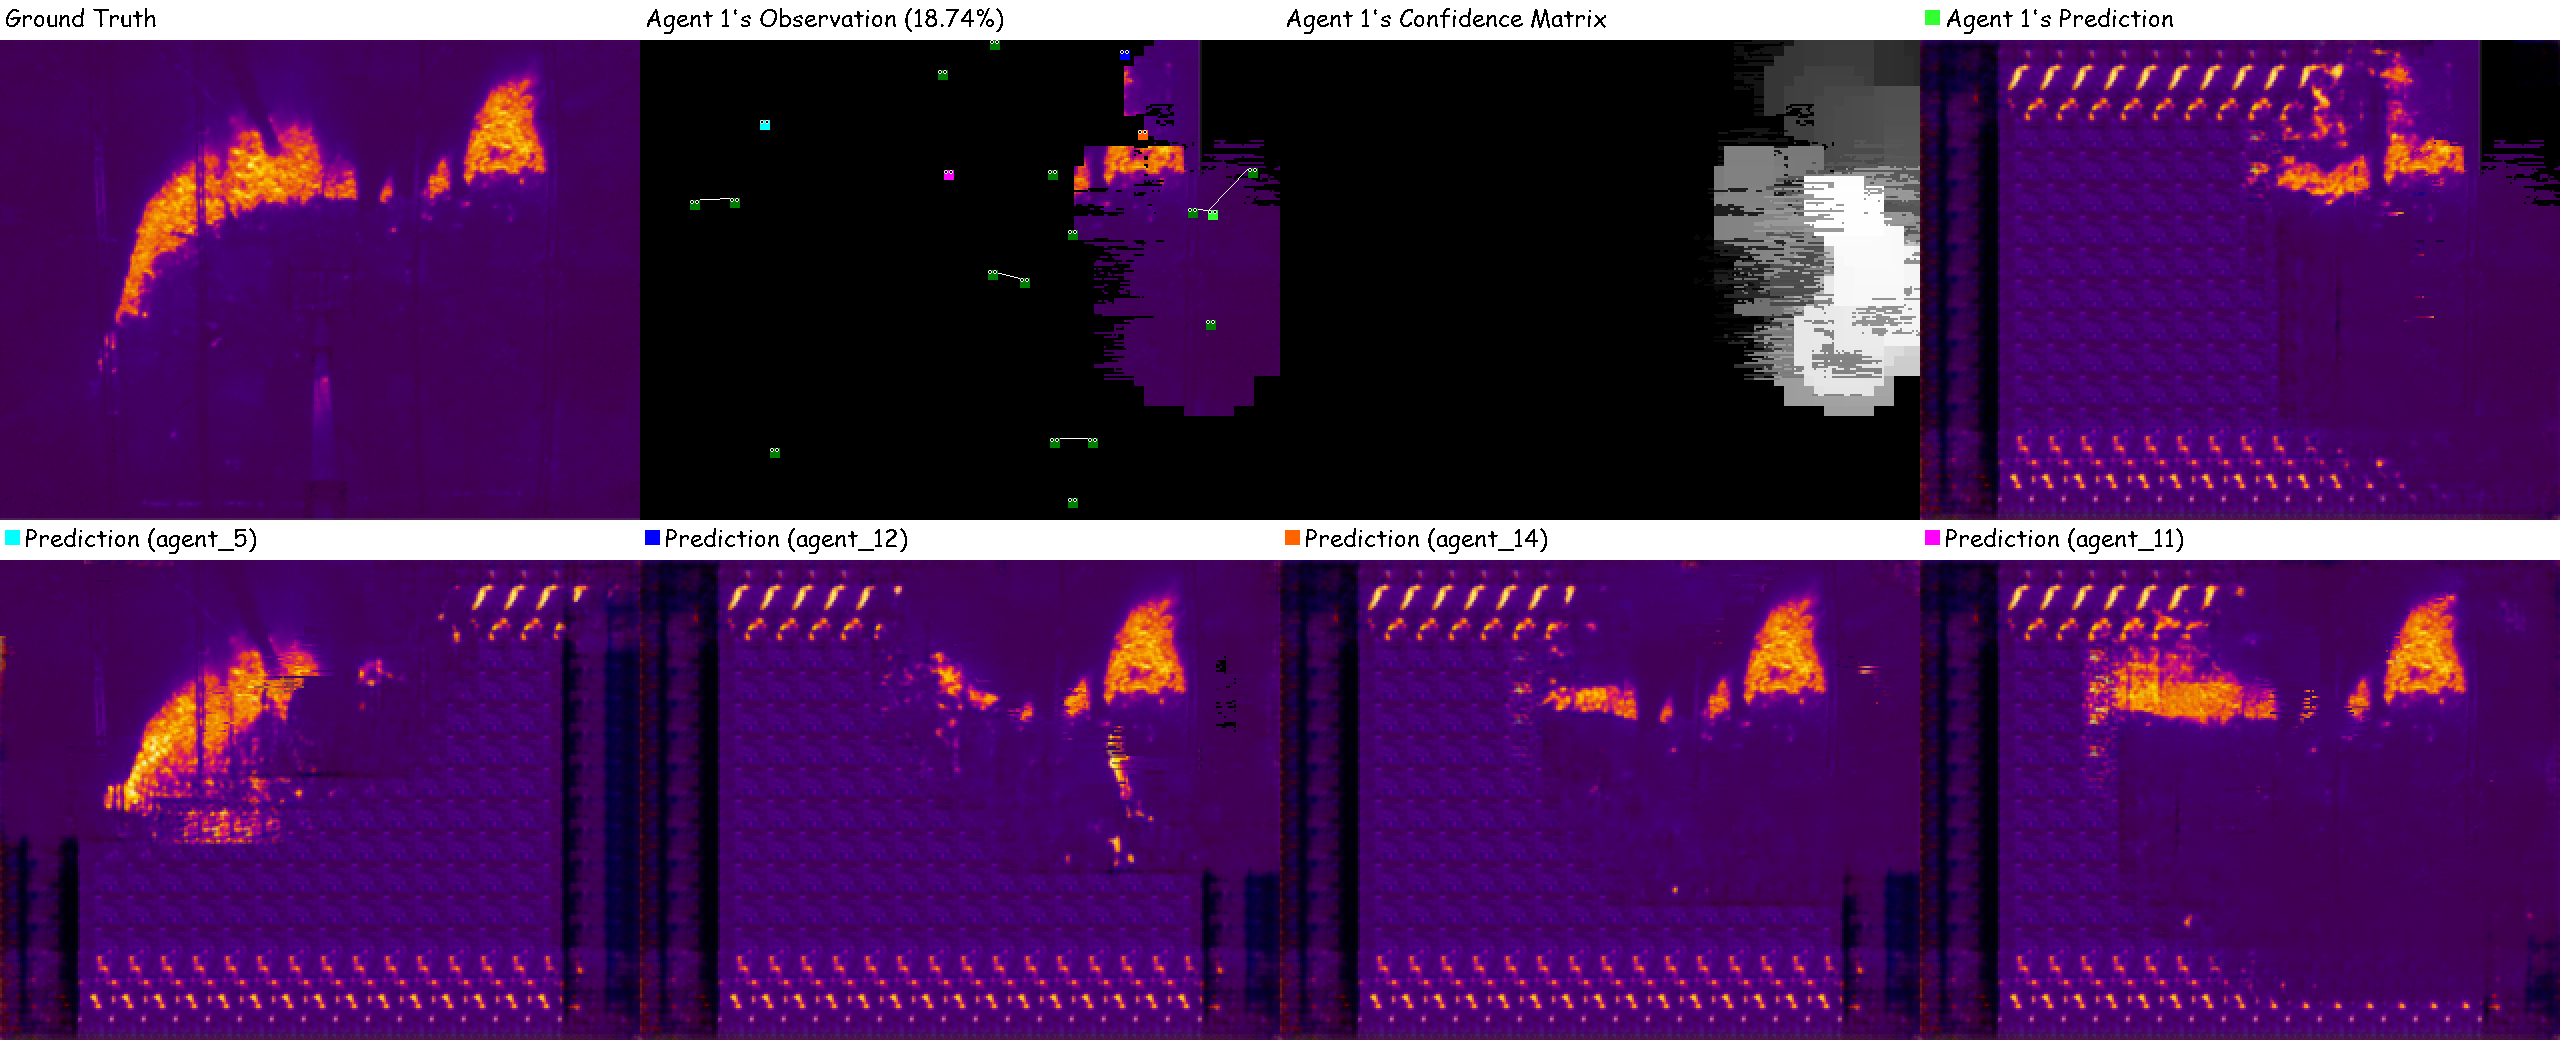 Ground Truth
Agent 1's Observation (18.74%)
Agent 1's Confidence Matrix
Agent 1's Prediction
Prediction (agent_5)
Prediction (agent_12)
Prediction (agent_14)
Prediction (agent_11)